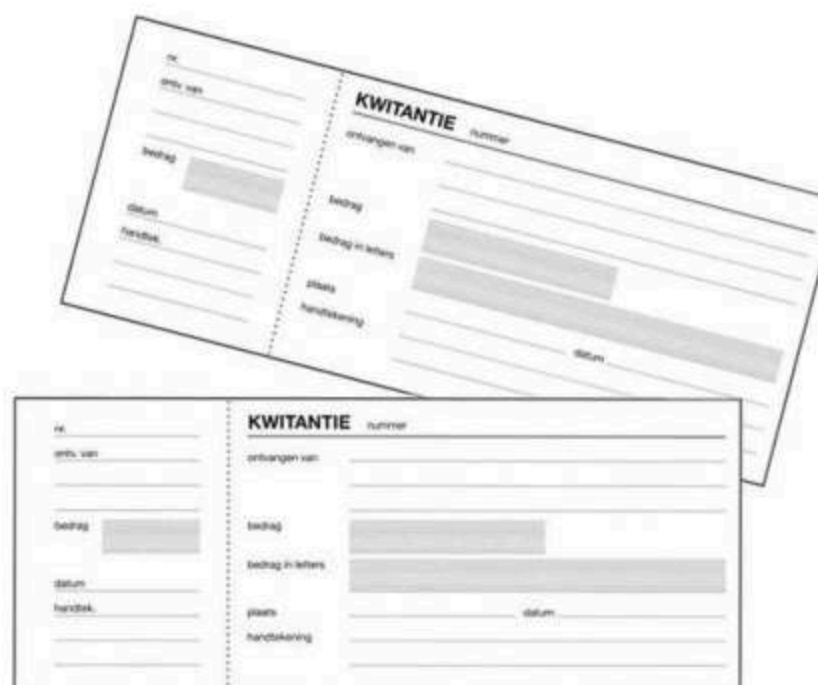 nr.
ontv. van
bedrag
datum
handtek.
KWITANTIE nummer
ontvangen van
bedrag
bedrag in letters
plaats
datum
handtekening
nr.
ontv. van
bedrag
datum
handtek.
KWITANTIE nummer
ontvangen van
bedrag
bedrag in letters
plaats datum
handtekening